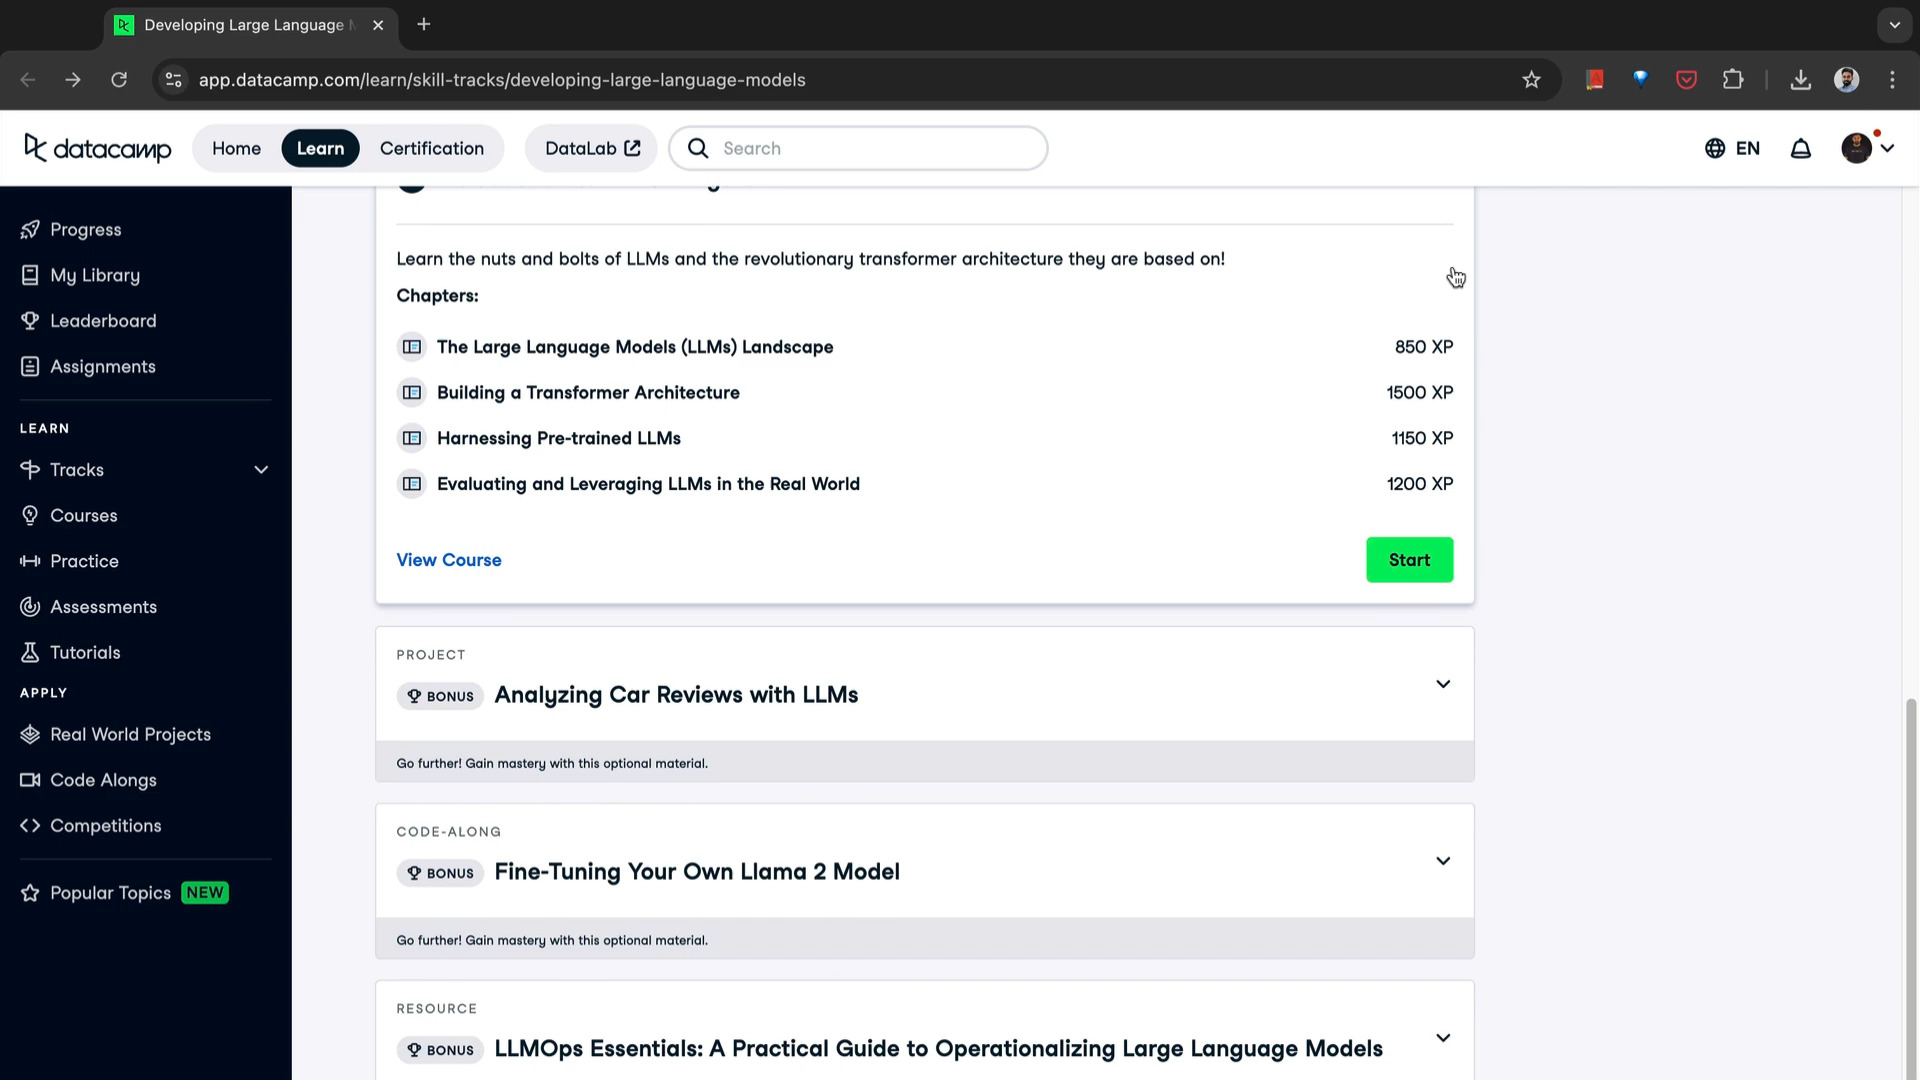 Developing Large Language
app.datacamp.com/learn/skill-tracks/developing-large-language-models
datacamp
Home
Learn
Certification
DataLab
Search
EN
Progress
My Library
Leaderboard
Assignments
LEARN
Tracks
Courses
Practice
Assessments
Tutorials
APPLY
Real World Projects
Code Alongs
Competitions
Popular Topics NEW
Learn the nuts and bolts of LLMs and the revolutionary transformer architecture they are based on!
Chapters:
The Large Language Models (LLMs) Landscape 850 XP
Building a Transformer Architecture 1500 XP
Harnessing Pre-trained LLMs 1150 XP
Evaluating and Leveraging LLMs in the Real World 1200 XP
View Course
Start
PROJECT
BONUS Analyzing Car Reviews with LLMs
Go further! Gain mastery with this optional material.
CODE-ALONG
BONUS Fine-Tuning Your Own Llama 2 Model
Go further! Gain mastery with this optional material.
RESOURCE
BONUS LLMOps Essentials: A Practical Guide to Operationalizing Large Language Models